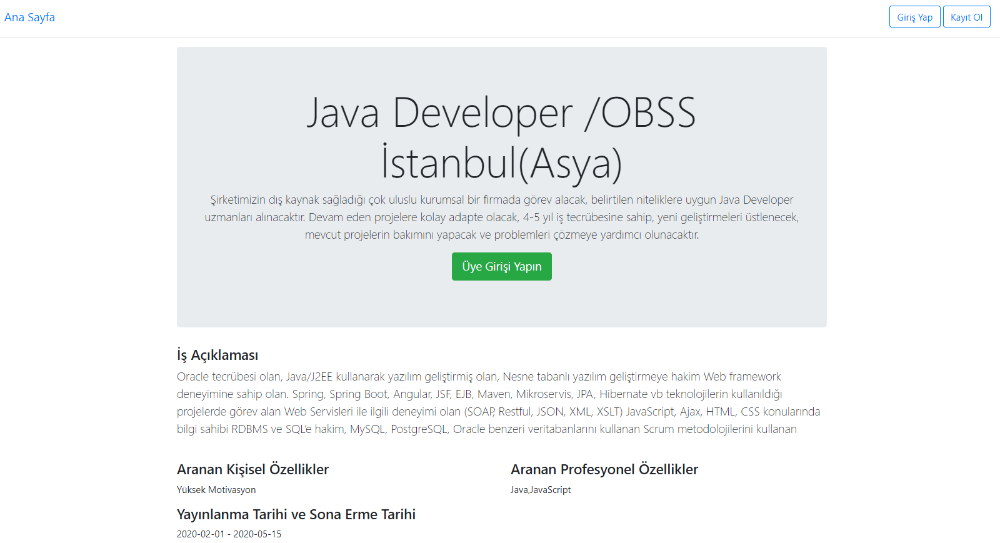 Ana Sayfa
Giriş Yap
Kayıt Ol
Java Developer /OBSS
İstanbul(Asya)
Şirketimizin dış kaynak sağladığı çok uluslu kurumsal bir firmada görev alacak, belirtilen niteliklere uygun Java Developer
uzmanları alınacaktır. Devam eden projelere kolay adapte olacak, 4-5 yıl iş tecrübesine sahip, yeni geliştirmeleri üstlenecek,
mevcut projelerin bakımını yapacak ve problemleri çözmeye yardımcı olunacaktır.
Üye Girişi Yapın
İş Açıklaması
Oracle tecrübesi olan, Java/J2EE kullanarak yazılım geliştirmiş olan, Nesne tabanlı yazılım geliştirmeye hakim Web framework
deneyimine sahip olan. Spring, Spring Boot, Angular, JSF, EJB, Maven, Mikroservis, JPA, Hibernate vb teknolojilerin kullanıldığı
projelerde görev alan Web Servisleri ile ilgili deneyimi olan (SOAP, Restful, JSON, XML, XSLT) JavaScript, Ajax, HTML, CSS konularında
bilgi sahibi RDBMS ve SQL’e hakim, MySQL, PostgreSQL, Oracle benzeri veritabanlarını kullanan Scrum metodolojilerini kullanan
Aranan Kişisel Özellikler
Yüksek Motivasyon
Aranan Profesyonel Özellikler
Java,JavaScript
Yayınlanma Tarihi ve Sona Erme Tarihi
2020-02-01 - 2020-05-15